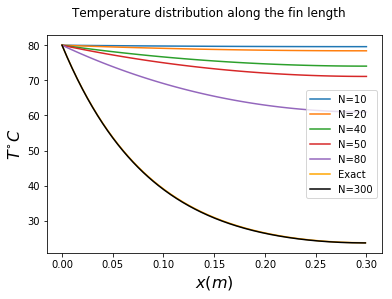 Temperature distribution along the fin length
T°C
80
70
60
50
40
30
N=10
N=20
N=40
N=50
N=80
Exact
N=300
0.00 0.05 0.10 0.15 0.20 0.25 0.30
x(m)